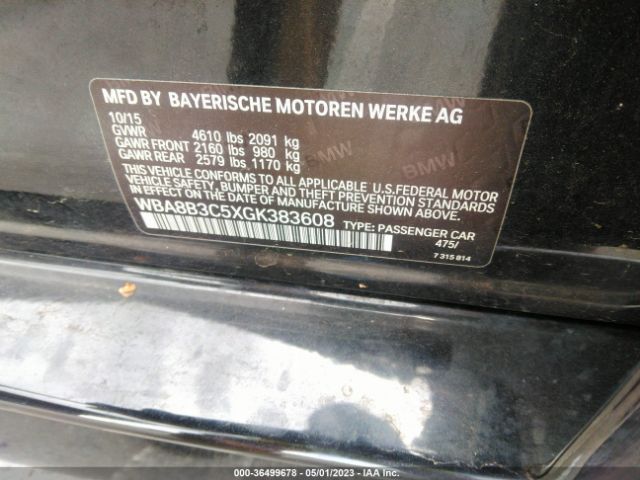 MFD BY BAYERISCHE MOTOREN WERKE AG
10/15
GVWR 4610 lbs 2091 kg
GAWR FRONT 2160 lbs 980 kg
GAWR REAR 2579 lbs 1170 kg
THIS VEHICLE CONFORMS TO ALL APPLICABLE U.S.FEDERAL MOTOR
VEHICLE SAFETY, BUMPER AND THEFT PREVENTION STANDARDS
IN EFFECT ON THE DATE OF MANUFACTURE SHOWN ABOVE.
WBA8B3C5XGK383608 TYPE: PASSENGER CAR
475/
7 315 814
BMW
BMW
000-36499678 - 05/01/2023 - IAA Inc.